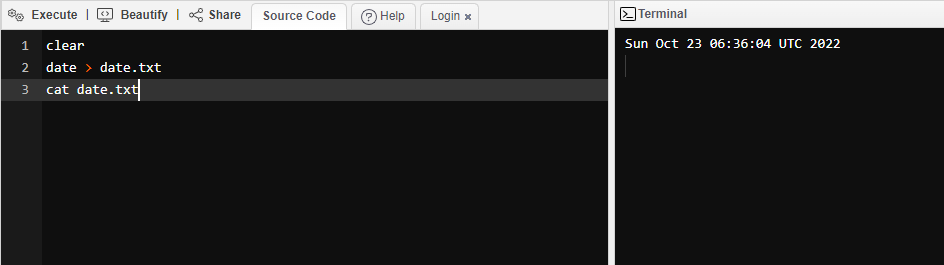 Execute | Beautify | Share Source Code Help Login ×
Terminal
1 clear
2 date > date.txt
3 cat date.txt
Sun Oct 23 06:36:04 UTC 2022